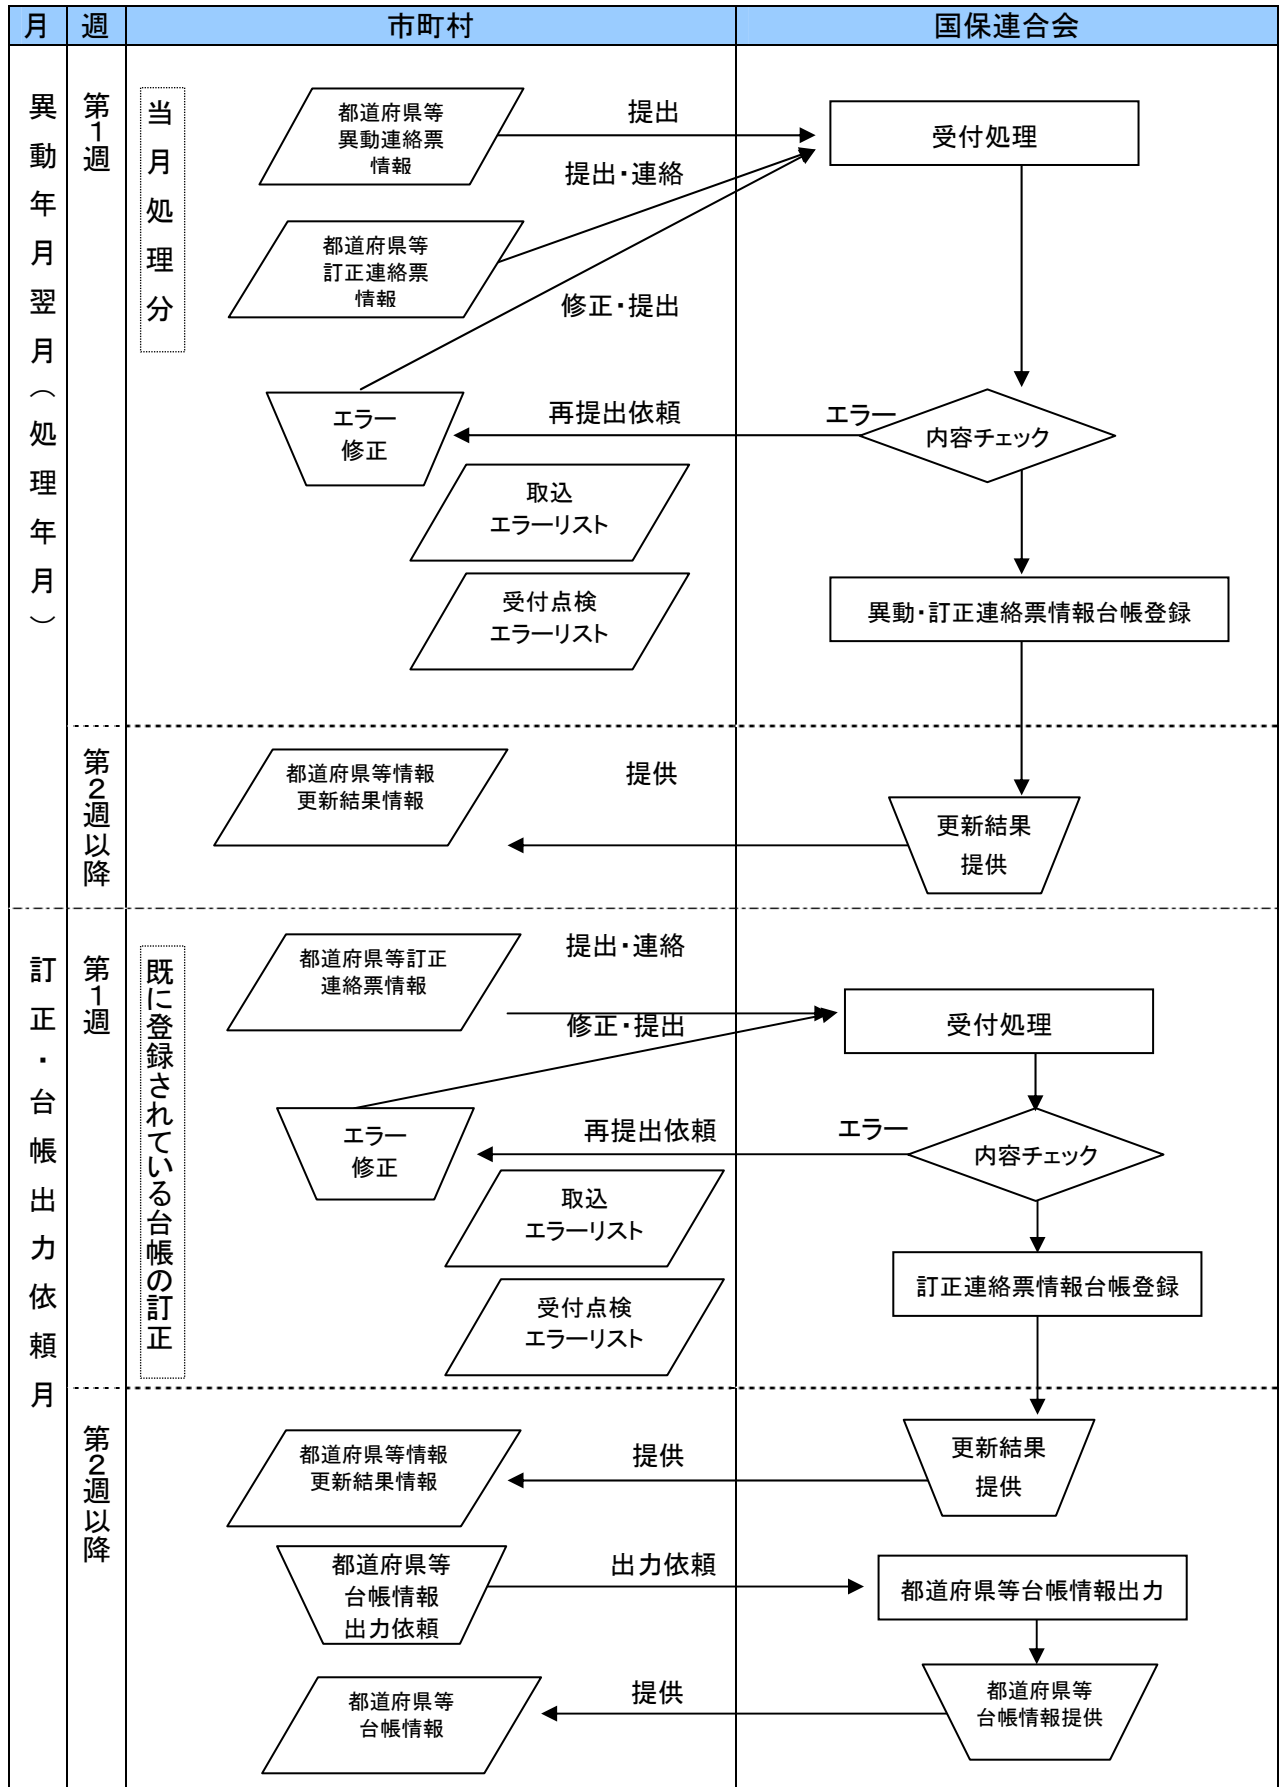 月 週 市町村 国保連合会
異動年月翌月（処理年月）
第1週
当月処理分
都道府県等
異動連絡票
情報
提出
受付処理
提出・連絡
都道府県等
訂正連絡票
情報
修正・提出
エラー
修正
再提出依頼
エラー
内容チェック
取込
エラーリスト
受付点検
エラーリスト
異動・訂正連絡票情報台帳登録
第2週以降
都道府県等情報
更新結果情報
提供
更新結果
提供
訂正・台帳出力依頼月
第1週
既に登録されている台帳の訂正
都道府県等訂正
連絡票情報
提出・連絡
受付処理
修正・提出
エラー
修正
再提出依頼
エラー
内容チェック
取込
エラーリスト
受付点検
エラーリスト
訂正連絡票情報台帳登録
第2週以降
都道府県等情報
更新結果情報
提供
更新結果
提供
都道府県等
台帳情報
出力依頼
出力依頼
都道府県等台帳情報出力
都道府県等
台帳情報
提供
都道府県等
台帳情報提供